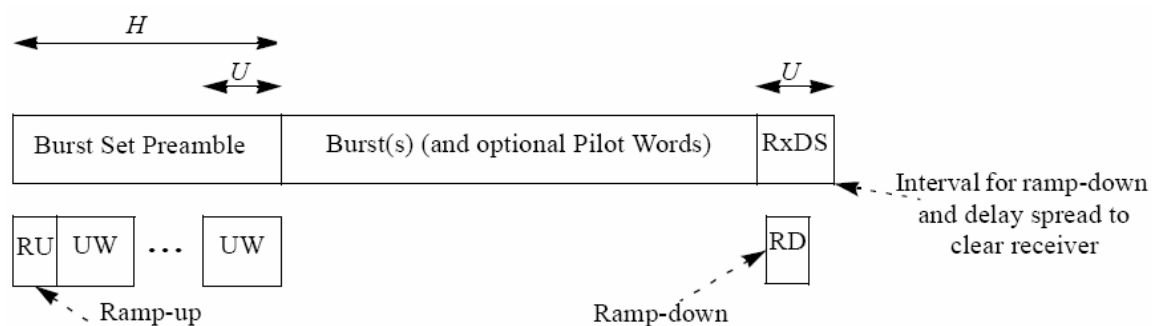 H
U
U
Burst Set Preamble
Burst(s) (and optional Pilot Words)
RxDS
Interval for ramp-down
and delay spread to
clear receiver
RU
UW
...
UW
RD
Ramp-up
Ramp-down